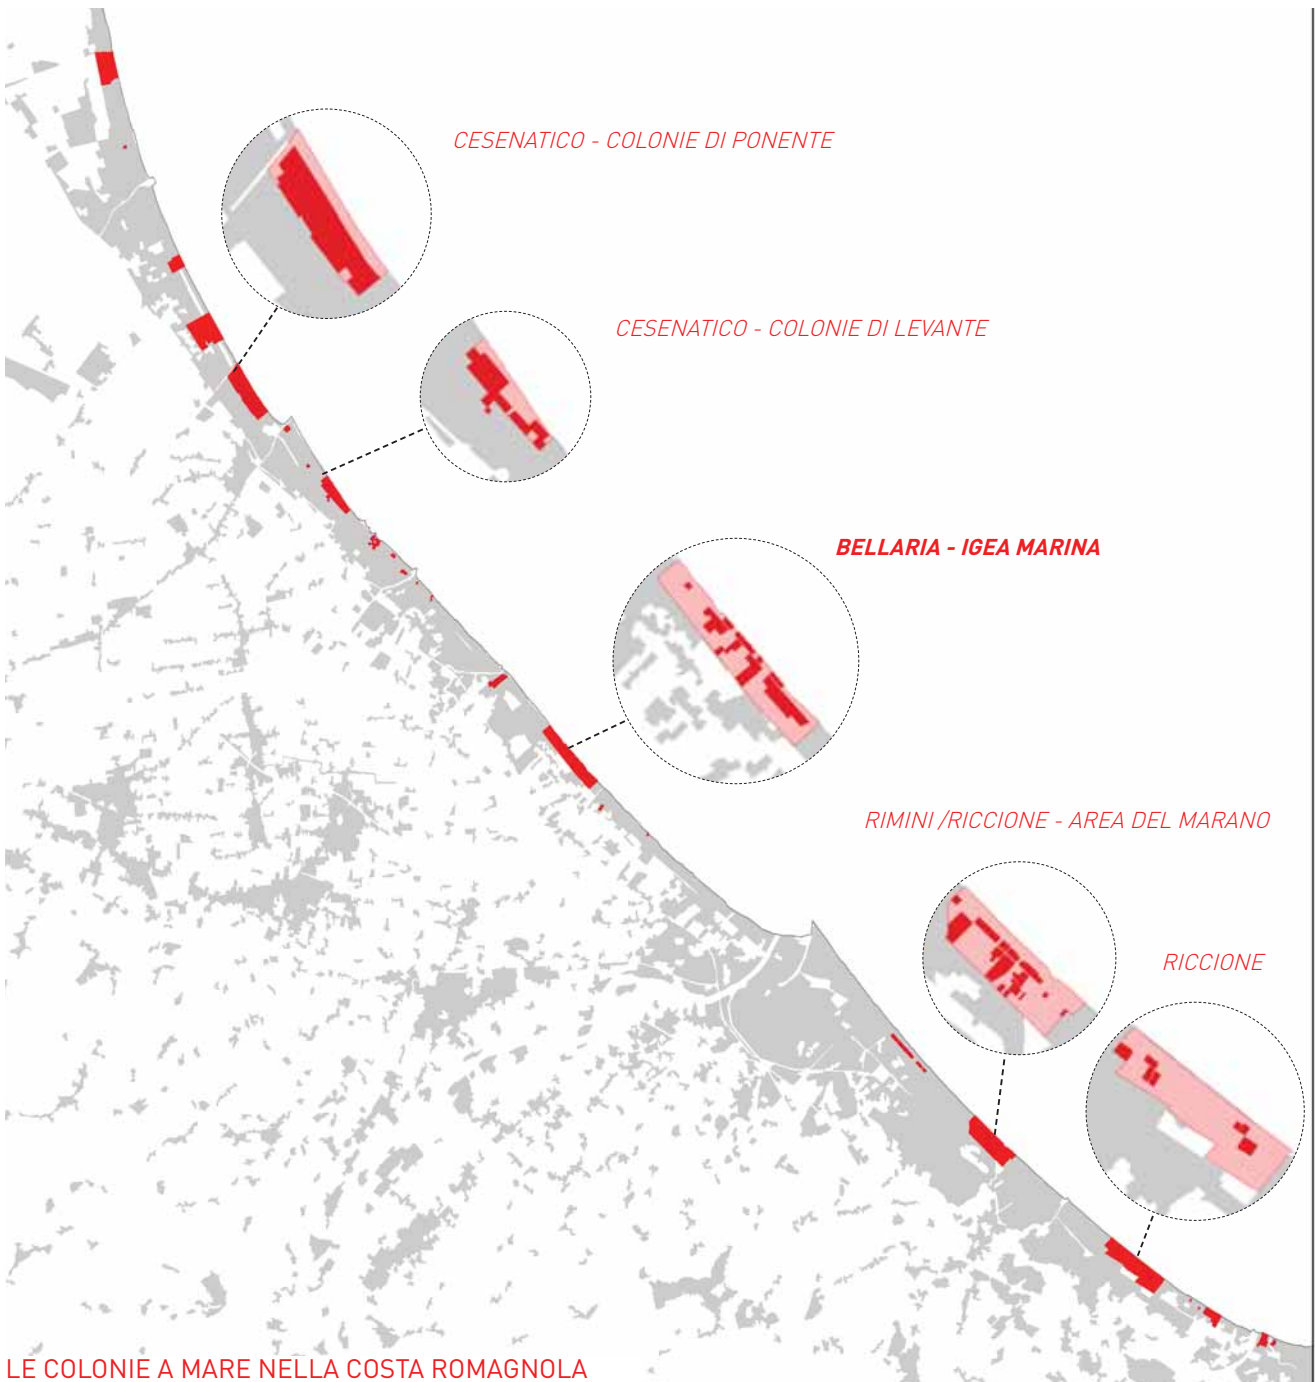 CESENATICO - COLONIE DI PONENTE
CESENATICO - COLONIE DI LEVANTE
BELLARIA - IGEA MARINA
RIMINI /RICCIONE - AREA DEL MARANO
RICCIONE
LE COLONIE A MARE NELLA COSTA ROMAGNOLA